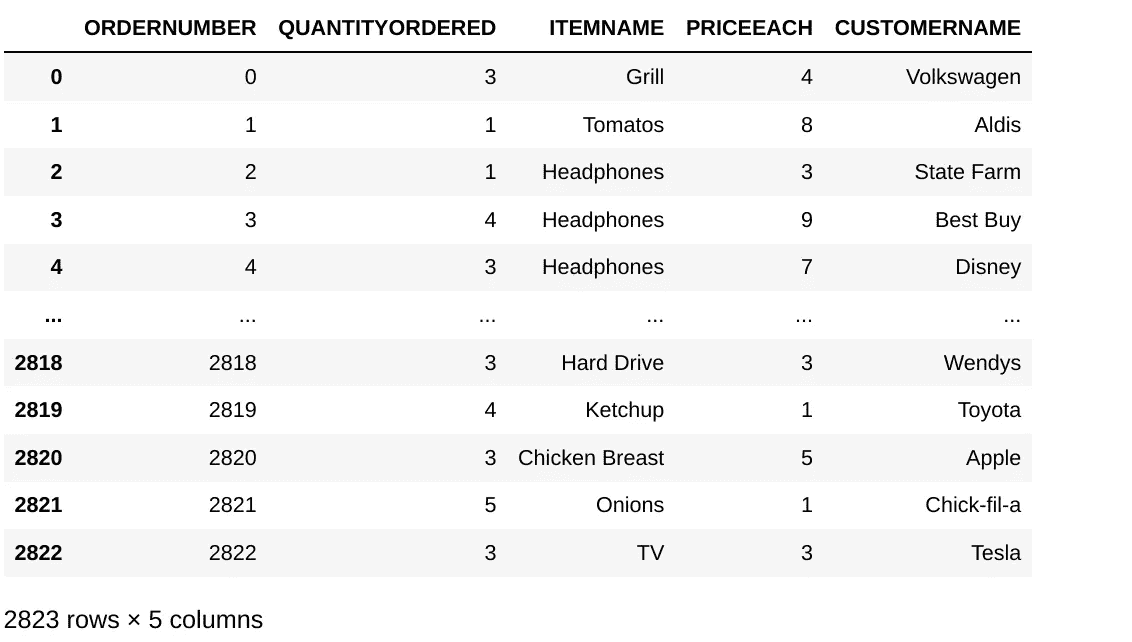 ORDERNUMBER QUANTITYORDERED ITEMNAME PRICEEACH CUSTOMERNAME
0 0 3 Grill 4 Volkswagen
1 1 1 Tomatos 8 Aldis
2 2 1 Headphones 3 State Farm
3 3 4 Headphones 9 Best Buy
4 4 3 Headphones 7 Disney
... ... ... ... ... ...
2818 2818 3 Hard Drive 3 Wendys
2819 2819 4 Ketchup 1 Toyota
2820 2820 3 Chicken Breast 5 Apple
2821 2821 5 Onions 1 Chick-fil-a
2822 2822 3 TV 3 Tesla
2823 rows × 5 columns